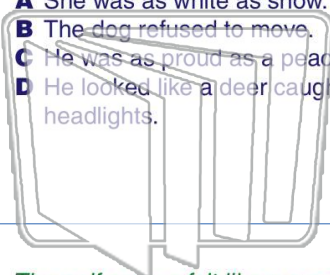 A She was as white as snow.
B The dog refused to move.
C He was as proud as a
D He looked like a deer
headlights.